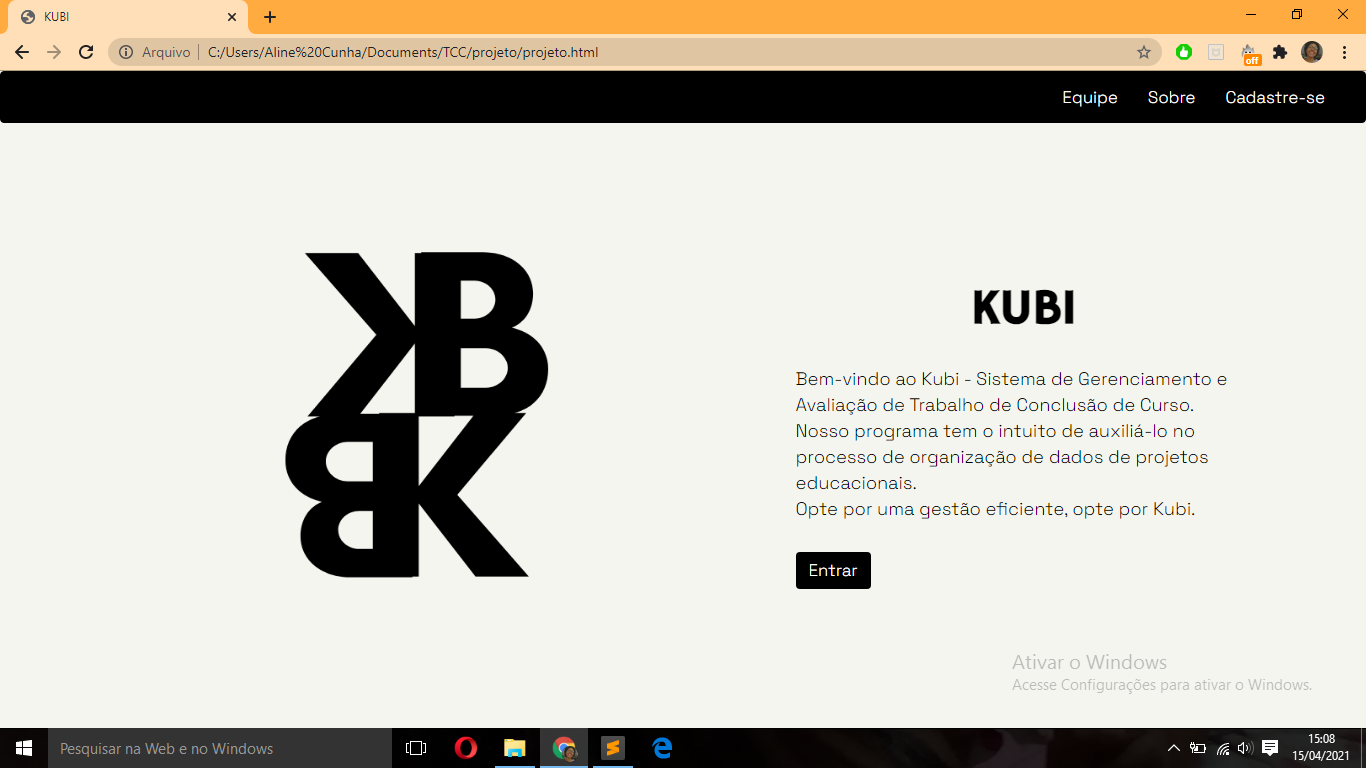 KUBI
Arquivo C:/Users/Aline%20Cunha/Documents/TCC/projeto/projeto.html
off
Equipe Sobre Cadastre-se
KB
BK
KUBI
Bem-vindo ao Kubi - Sistema de Gerenciamento e
Avaliação de Trabalho de Conclusão de Curso.
Nosso programa tem o intuito de auxiliá-lo no
processo de organização de dados de projetos
educacionais.
Opte por uma gestão eficiente, opte por Kubi.
Entrar
Ativar o Windows
Acesse Configurações para ativar o Windows.
Pesquisar na Web e no Windows
15:08
15/04/2021